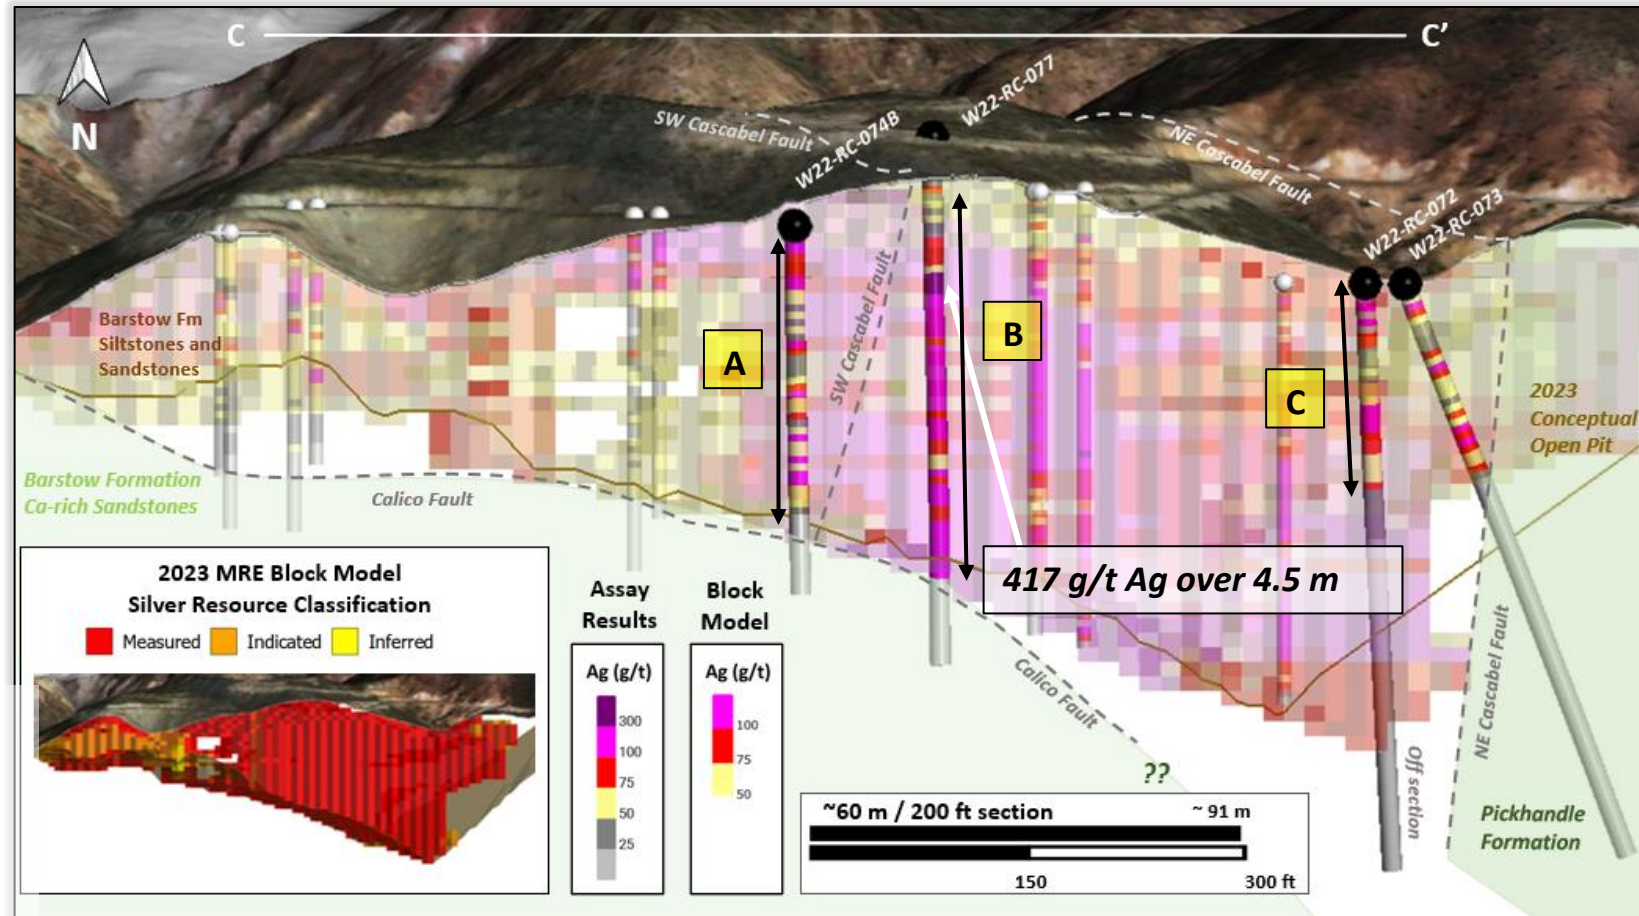 C
C’
N
SW Cascabel Fault
W22-RC-074B
W22-RC-077
NE Cascabel Fault
W22-RC-072
W22-RC-073
Barstow Fm
Siltstones and
Sandstones
A
SW Cascabel Fault
B
C
2023
Conceptual
Open Pit
Barstow Formation
Ca-rich Sandstones
Calico Fault
417 g/t Ag over 4.5 m
2023 MRE Block Model
Silver Resource Classification
Measured
Indicated
Inferred
Assay
Results
Ag (g/t)
300
100
75
50
25
Block
Model
Ag (g/t)
100
75
50
Calico Fault
??
Off section
NE Cascabel Fault
Pickhandle
Formation
~60 m / 200 ft section
~ 91 m
150
300 ft